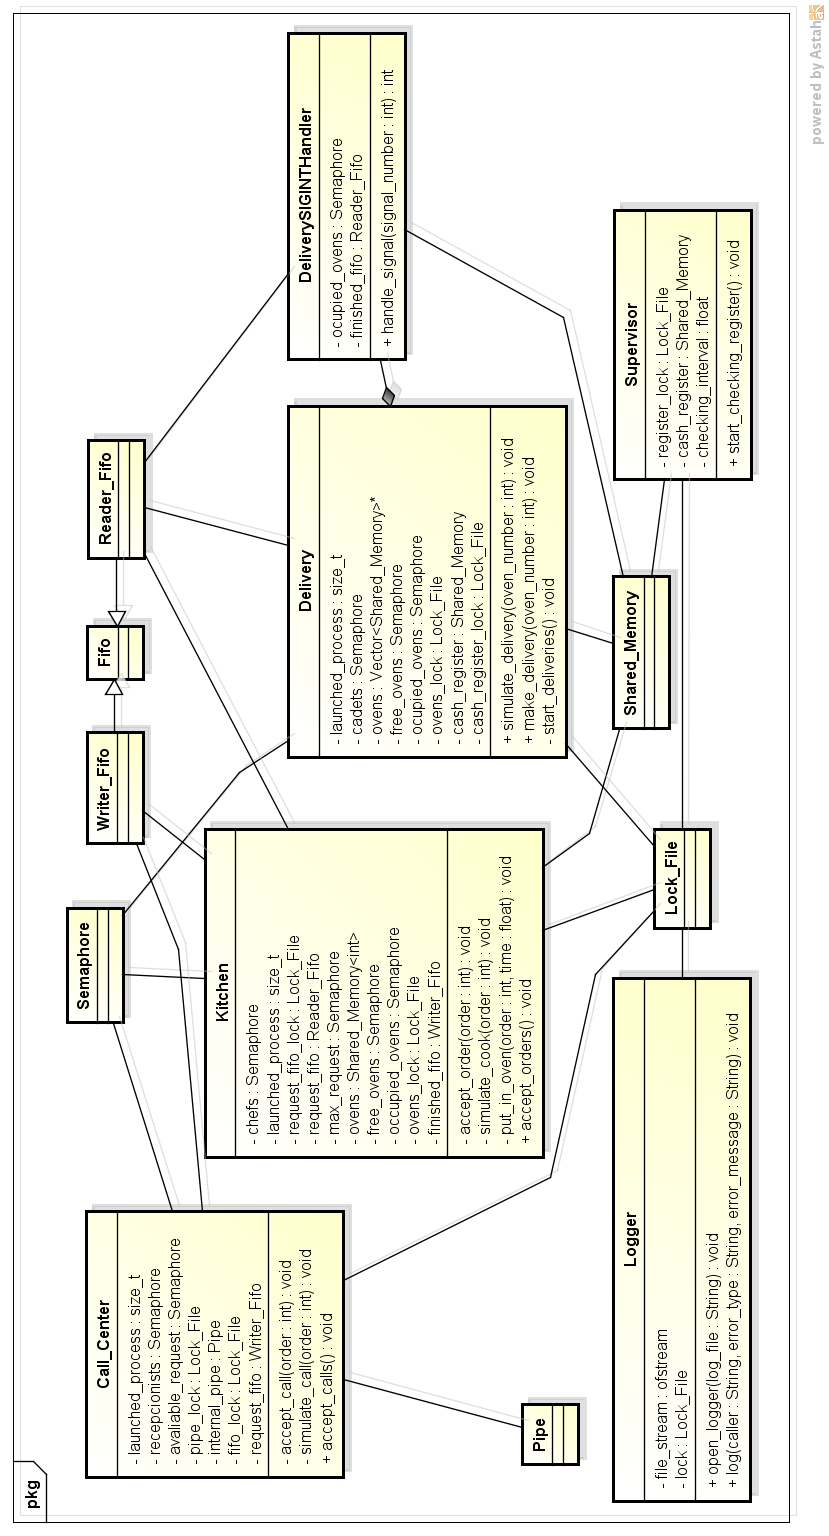 pkg
Call_Center
- launched_process : size_t
- recepcionists : Semaphore
- avaliable_request : Semaphore
- pipe_lock : Lock_File
- internal_pipe : Pipe
- fifo_lock : Lock_File
- request_fifo : Writer_Fifo
- accept_call(order : int) : void
- simulate_call(order : int) : void
+ accept_calls() : void
Semaphore
Writer_Fifo
Fifo
Reader_Fifo
Kitchen
- chefs : Semaphore
- launched_process : size_t
- request_fifo_lock : Lock_File
- request_fifo : Reader_Fifo
- max_request : Semaphore
- ovens : Shared_Memory<int>
- free_ovens : Semaphore
- occupied_ovens : Semaphore
- ovens_lock : Lock_File
- finished_fifo : Writer_Fifo
- accept_order(order : int) : void
- simulate_cook(order : int) : void
- put_in_oven(order : int, time : float) : void
+ accept_orders() : void
Delivery
- launched_process : size_t
- cadets : Semaphore
- ovens : Vector<Shared_Memory>*
- free_ovens : Semaphore
- ocupied_ovens : Semaphore
- ovens_lock : Lock_File
- cash_register : Shared_Memory
- cash_register_lock : Lock_File
+ simulate_delivery(oven_number : int) : void
+ make_delivery(oven_number : int) : void
- start_deliveries() : void
DeliverySIGINTHandler
- ocupied_ovens : Semaphore
- finished_fifo : Reader_Fifo
+ handle_signal(signal_number : int) : int
Pipe
Logger
- file_stream : ofstream
- lock : Lock_File
+ open_logger(log_file : String) : void
+ log(caller : String, error_type : String, error_message : String) : void
Lock_File
Shared_Memory
Supervisor
- register_lock : Lock_File
- cash_register : Shared_Memory
- checking_interval : float
+ start_checking_register() : void
powered by Astah